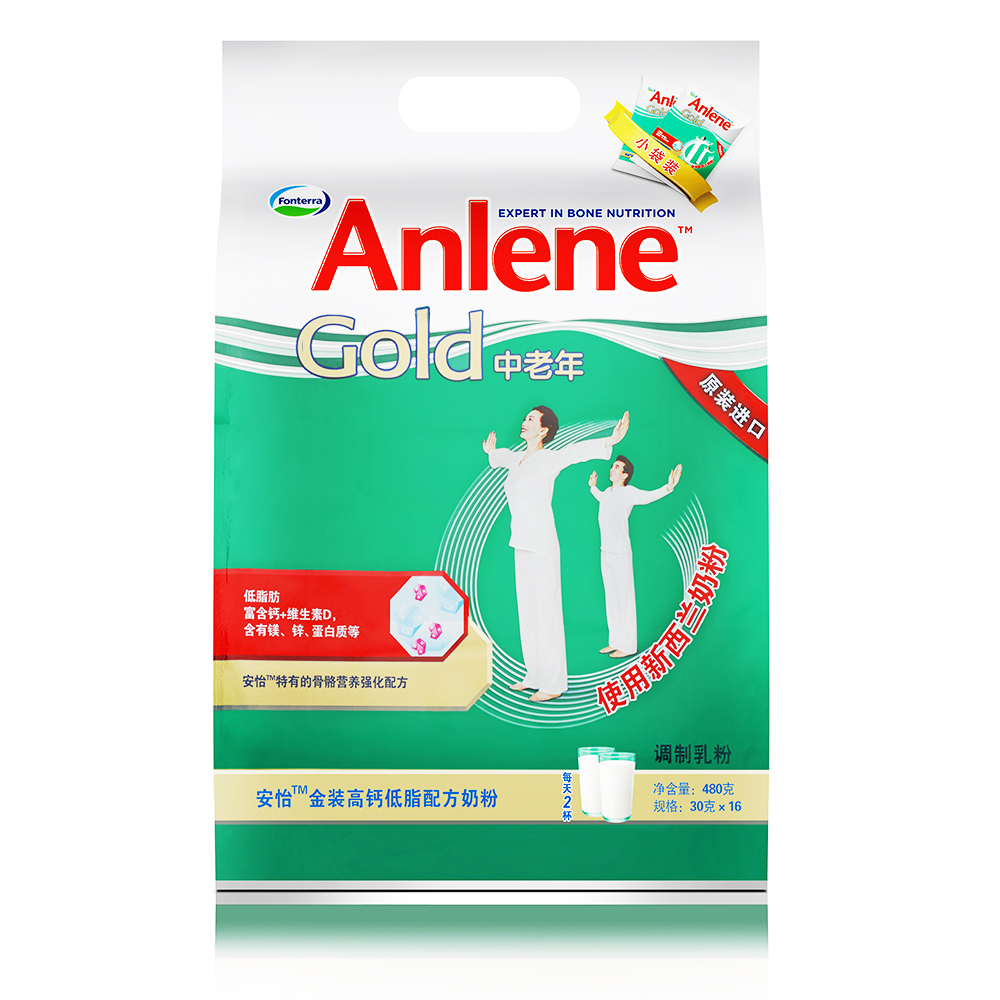 Anlene
Gold
Anlene
Gold
小袋装
Fonterra
EXPERT IN BONE NUTRITION
Anlene™
Gold 中老年
原装进口
低脂肪
富含钙+维生素D,
含有镁、锌、蛋白质等
安怡™特有的骨骼营养强化配方
使用新西兰奶粉
调制乳粉
安怡™金装高钙低脂配方奶粉
每天2杯
净含量：480克
规格：30克×16